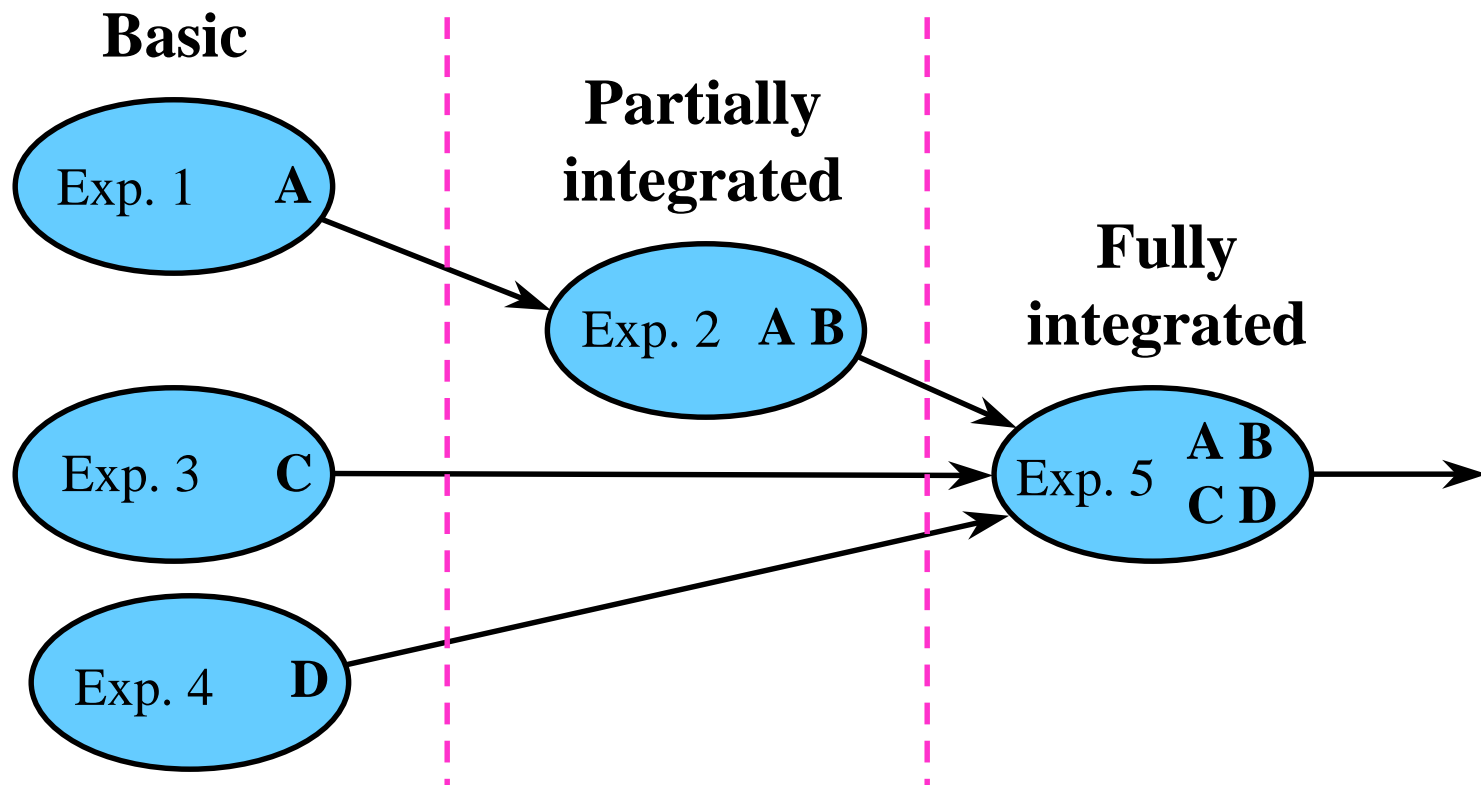 Basic
Exp. 1 A
Exp. 3 C
Exp. 4 D
Partially
integrated
Exp. 2 A B
Fully
integrated
Exp. 5
A B
C D